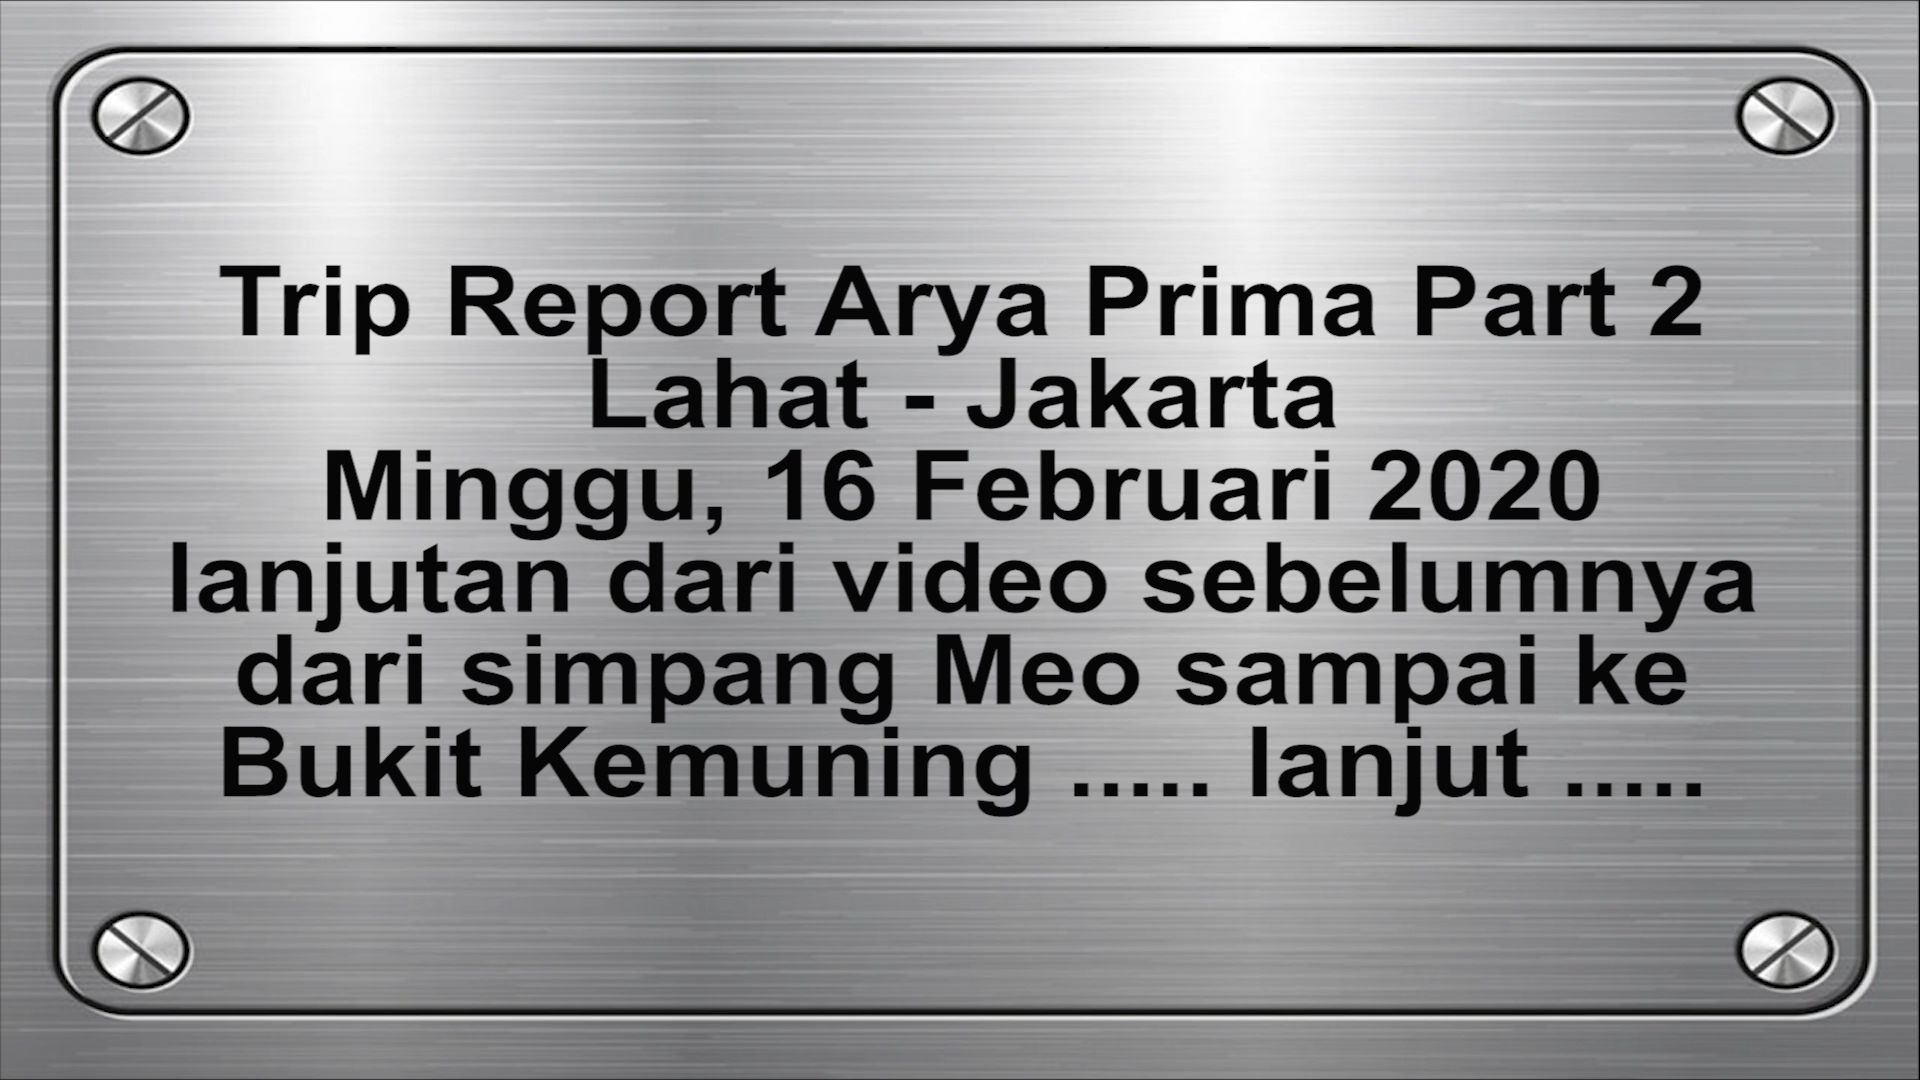 Trip Report Arya Prima Part 2
Lahat - Jakarta
Minggu, 16 Februari 2020
lanjutan dari video sebelumnya
dari simpang Meo sampai ke
Bukit Kemuning ..... lanjut .....